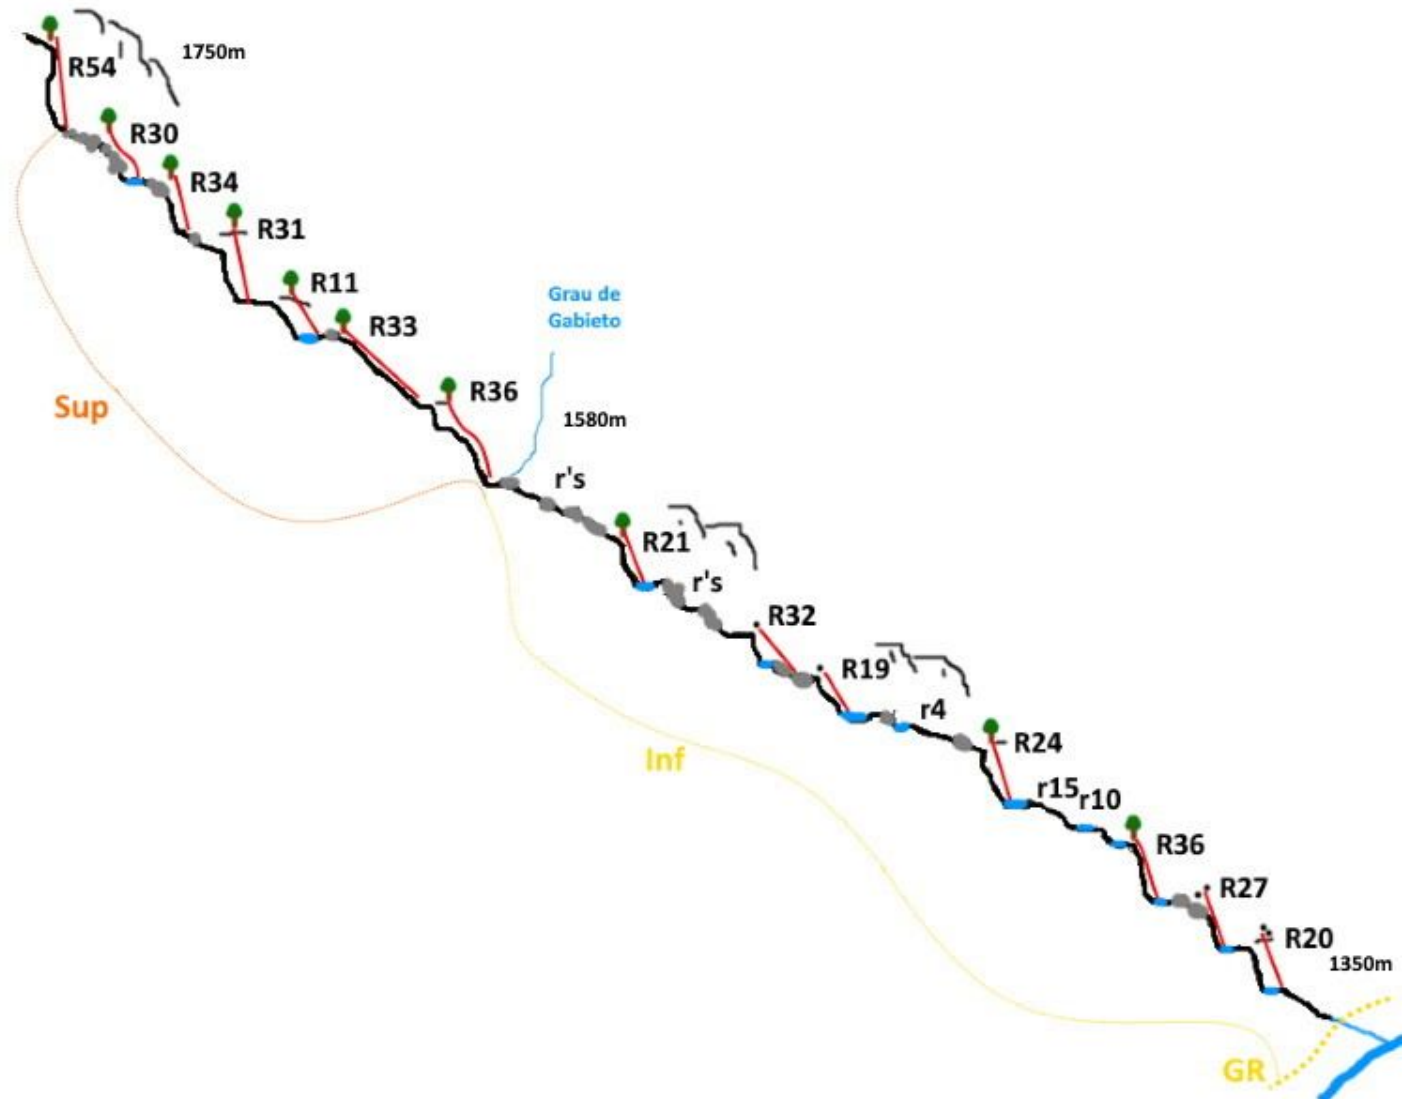 1750m
R54
R30
R34
R31
R11
Grau de
Gabieto
R33
R36
Sup
1580m
r's
R21
r's
R32
R19
r4
R24
Inf
r15
r10
R36
R27
R20
1350m
GR